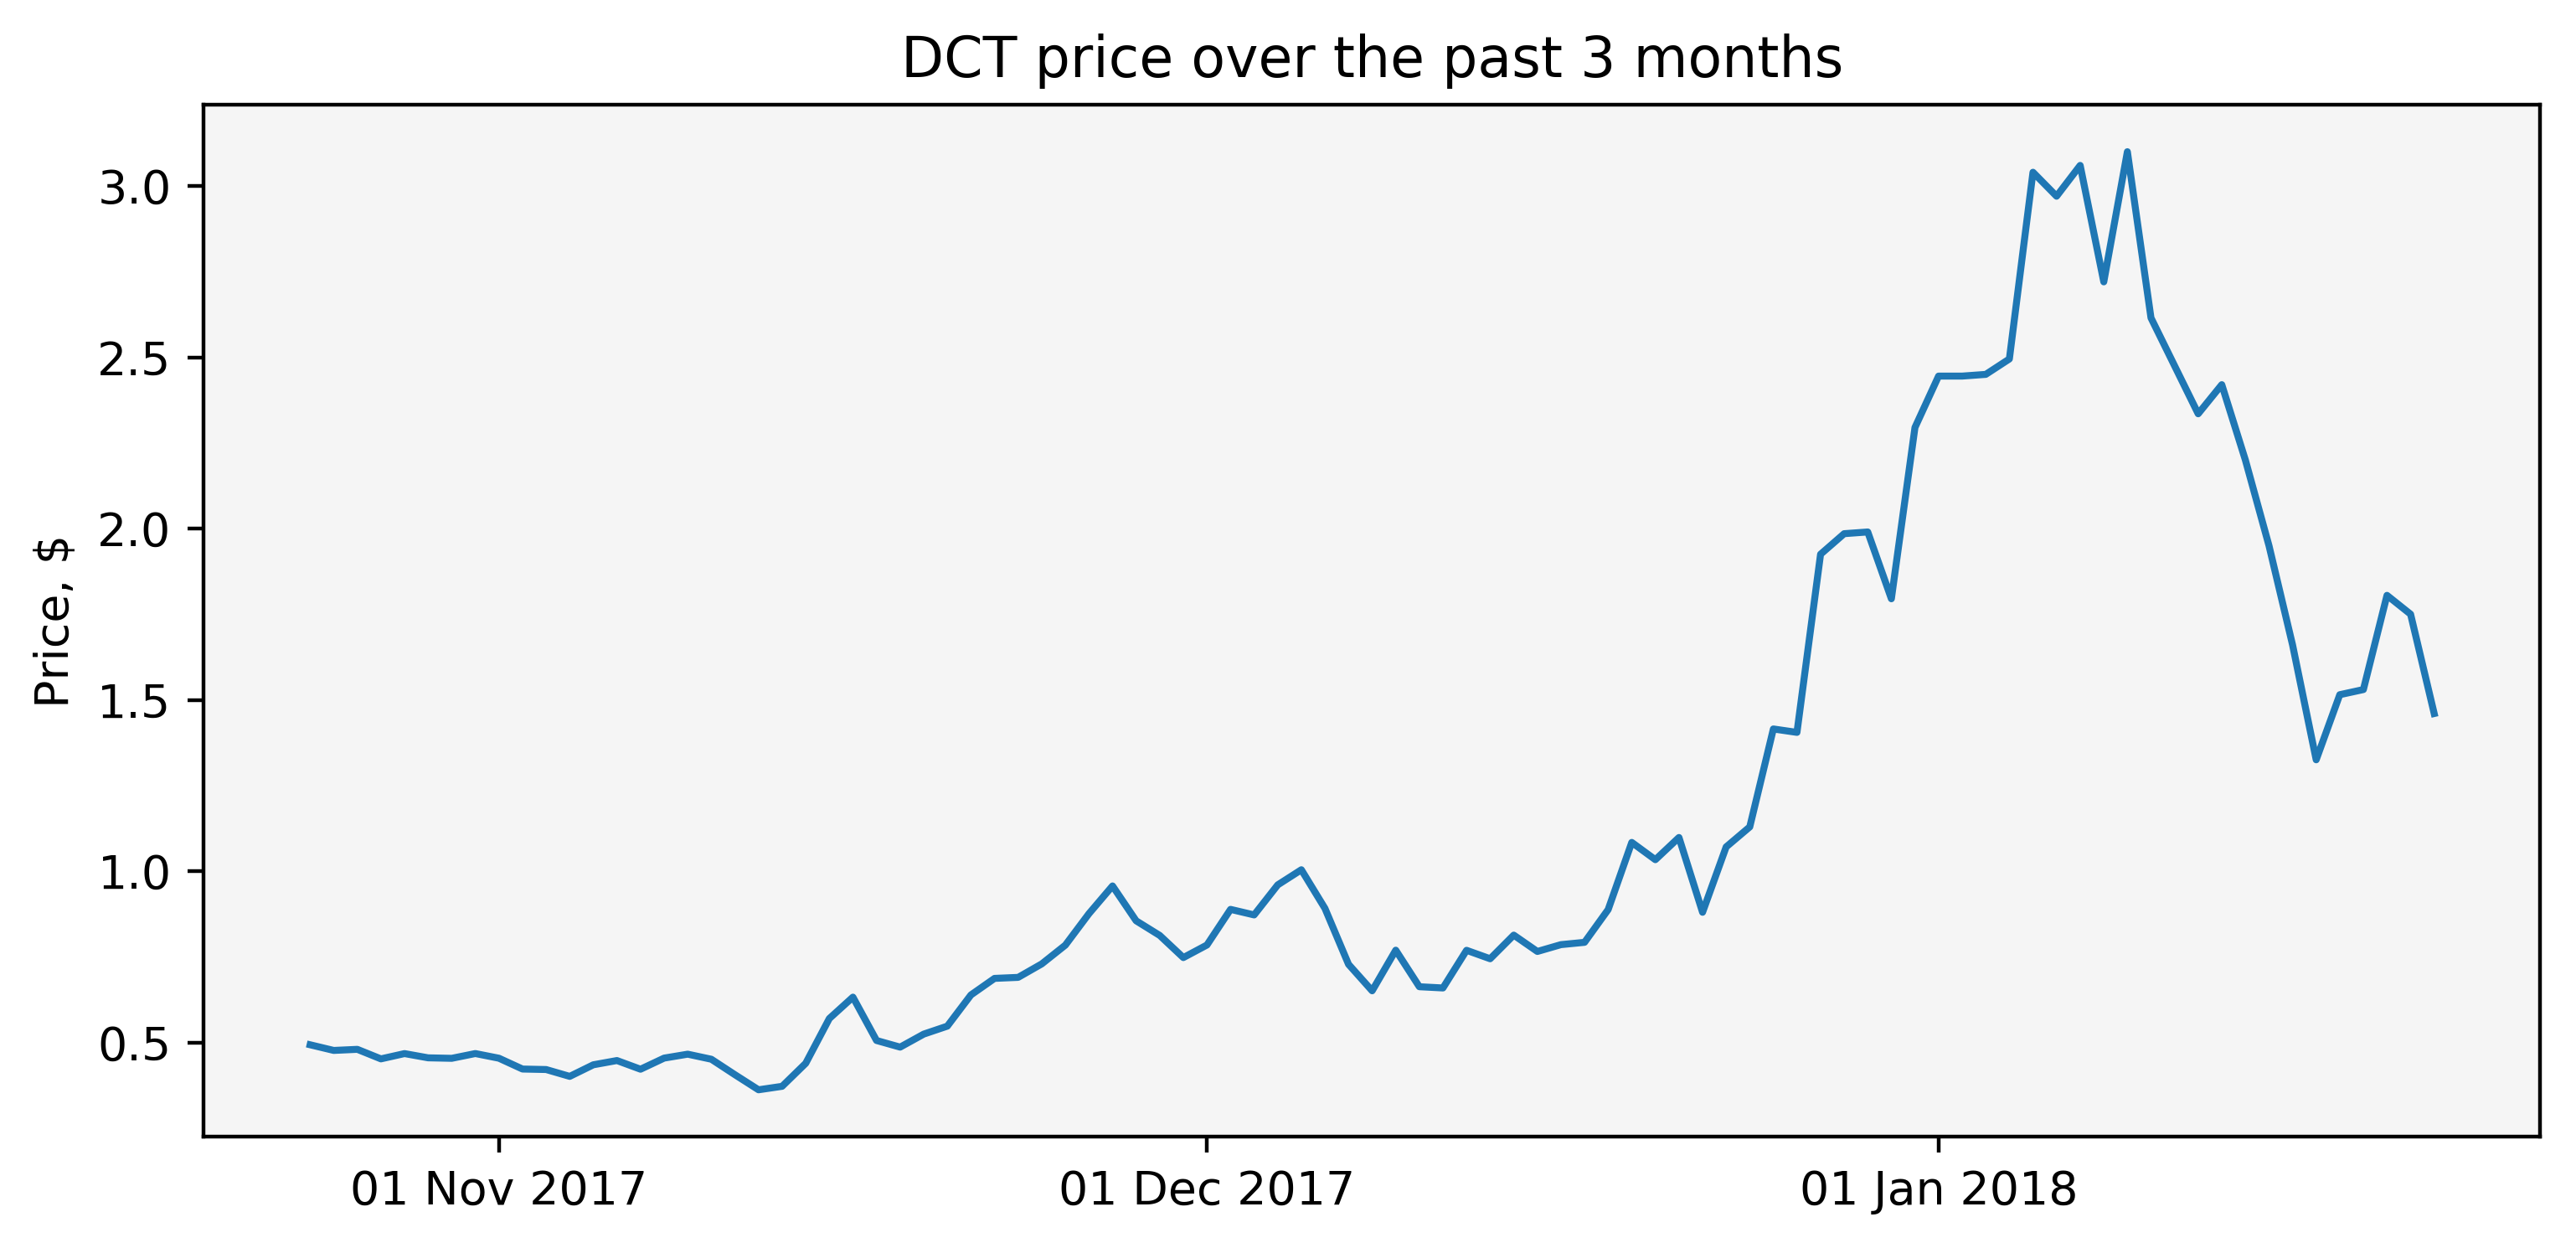 DCT price over the past 3 months
Price, $
3.0
2.5
2.0
1.5
1.0
0.5
01 Nov 2017
01 Dec 2017
01 Jan 2018